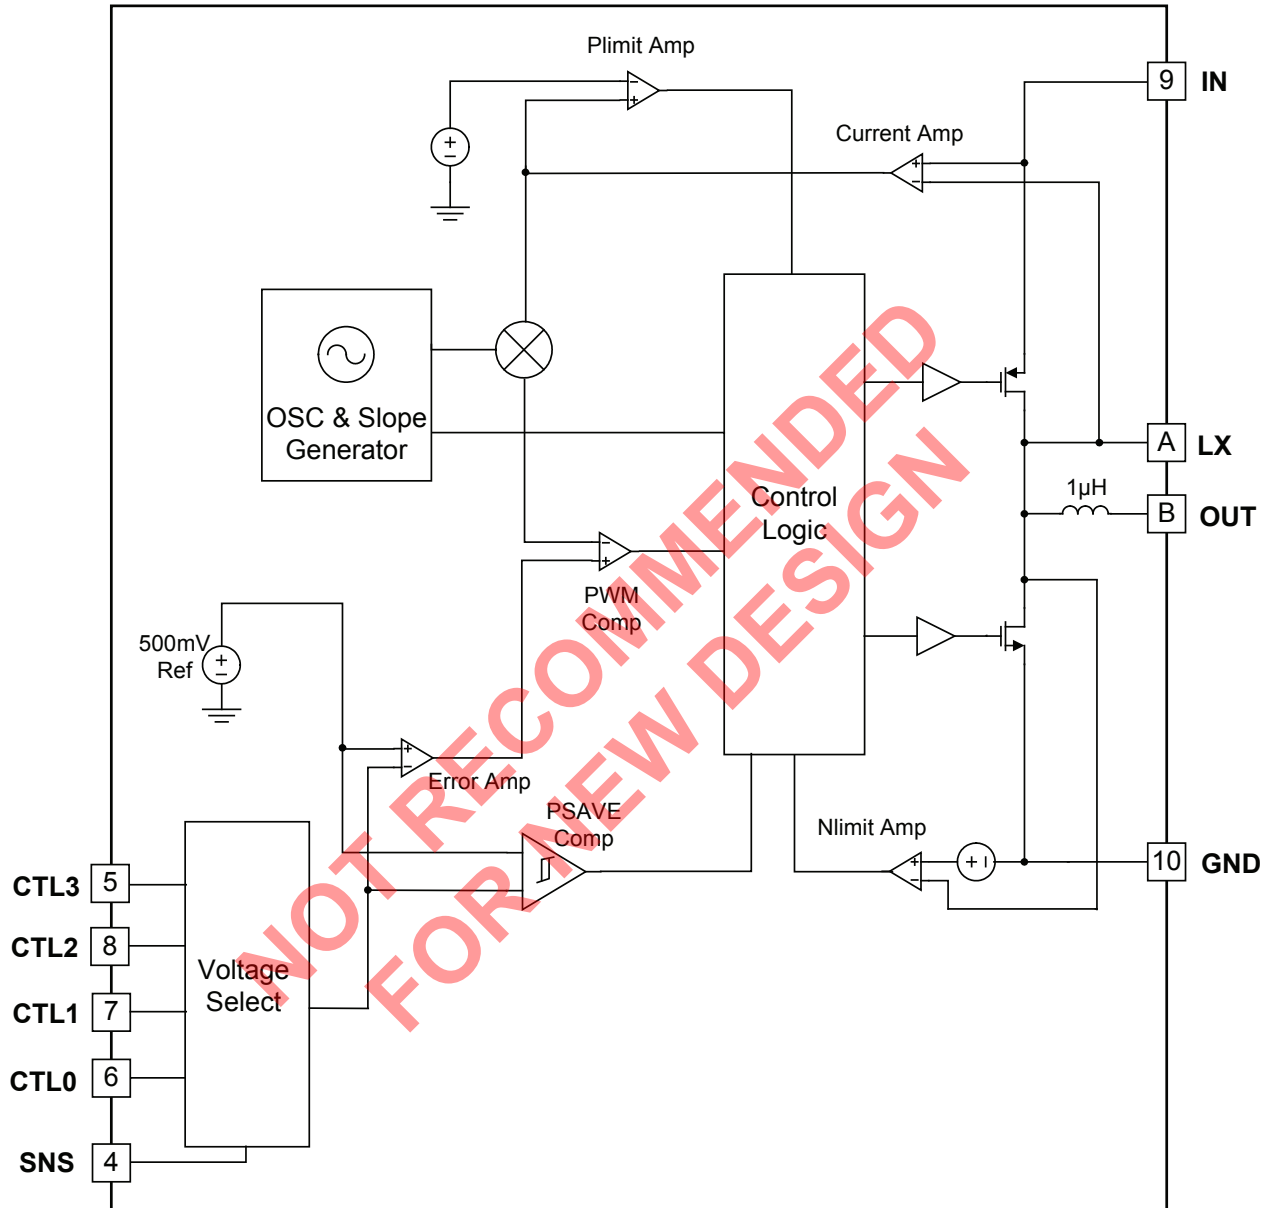 Plimit Amp
9 IN
Current Amp
OSC & Slope
Generator
A LX
1µH
B OUT
Control
Logic
PWM
Comp
500mV
Ref
Error Amp
PSAVE
Comp
Nlimit Amp
10 GND
CTL3 5
CTL2 8
CTL1 7
CTL0 6
SNS 4
Voltage
Select
NOT RECOMMENDED
FOR NEW DESIGN